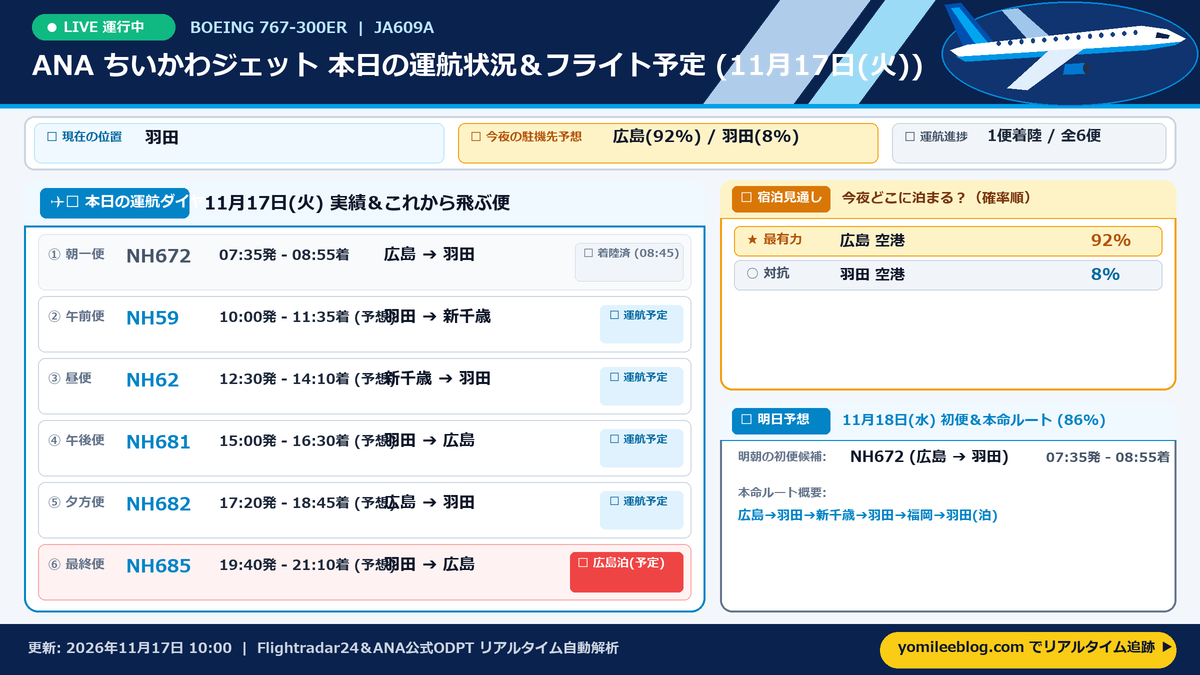 ● LIVE 運行中 BOEING 767-300ER | JA609A
ANA ちいかわジェット 本日の運航状況＆フライト予定 (11月17日(火))
□ 現在の位置 羽田
□ 今夜の駐機先予想 広島(92%) / 羽田(8%)
□ 運航進捗 1便着陸 / 全6便
✈□ 本日の運航ダイ 11月17日(火) 実績＆これから飛ぶ便
① 朝一便 NH672 07:35発 - 08:55着 広島 → 羽田 □ 着陸済 (08:45)
② 午前便 NH59 10:00発 - 11:35着 (予想 羽田 → 新千歳 □ 運航予定
③ 昼便 NH62 12:30発 - 14:10着 (予想 新千歳 → 羽田 □ 運航予定
④ 午後便 NH681 15:00発 - 16:30着 (予想 羽田 → 広島 □ 運航予定
⑤ 夕方便 NH682 17:20発 - 18:45着 (予想 広島 → 羽田 □ 運航予定
⑥ 最終便 NH685 19:40発 - 21:10着 (予想 羽田 → 広島 □ 広島泊(予定)
□ 宿泊見通し 今夜どこに泊まる？（確率順）
★ 最有力 広島 空港 92%
○ 対抗 羽田 空港 8%
□ 明日予想 11月18日(水) 初便＆本命ルート (86%)
明朝の初便候補: NH672 (広島 → 羽田) 07:35発 - 08:55着
本命ルート概要:
広島→羽田→新千歳→羽田→福岡→羽田(泊)
更新: 2026年11月17日 10:00 | Flightradar24＆ANA公式ODPT リアルタイム自動解析
yomileeblog.com でリアルタイム追跡 ▶